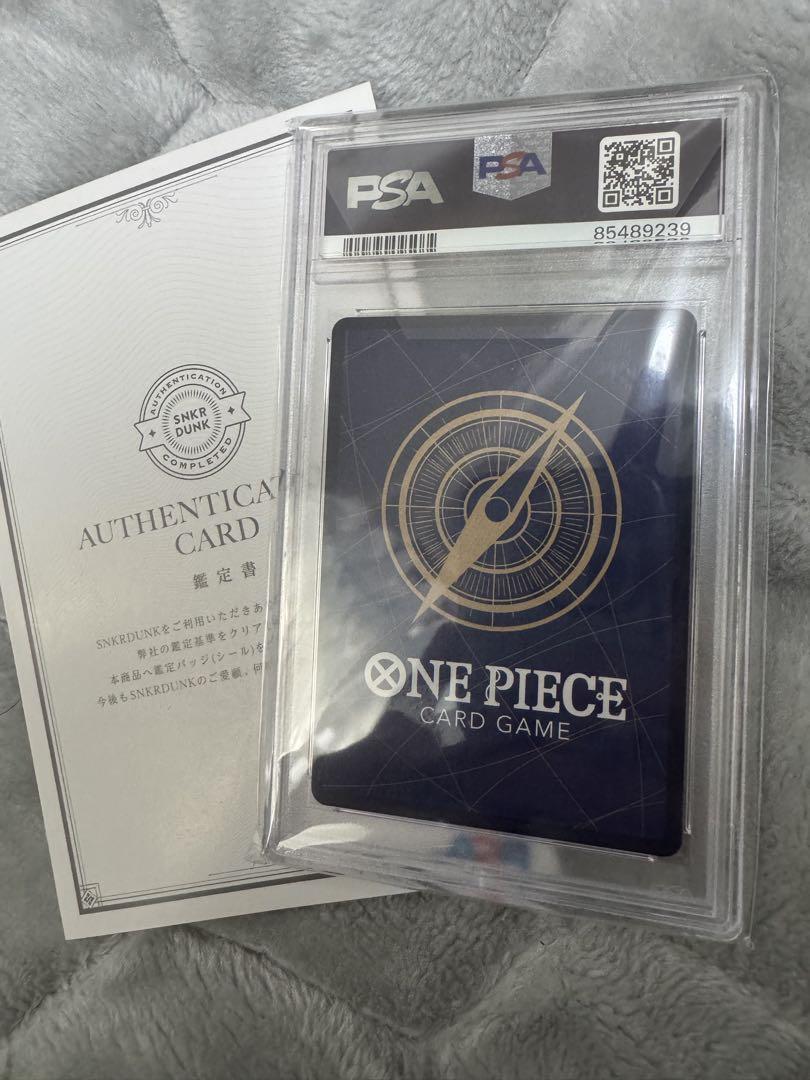 PSA
PSA
85489239
AUTHENTICATION
SNKR
DUNK
COMPLETED
CARD
鑑定書
SNKRDUNKをご利用いただきあ
弊社の鑑定基準をクリア
本商品へ鑑定バッジ(シール)を
今後もSNKRDUNKのご愛顧、何
ONE PIECE
CARD GAME